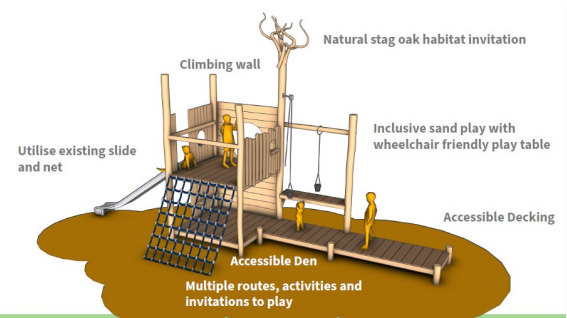 Natural stag oak habitat invitation
Climbing wall
Inclusive sand play with
wheelchair friendly play table
Utilise existing slide
and net
Accessible Decking
Accessible Den
Multiple routes, activities and
invitations to play